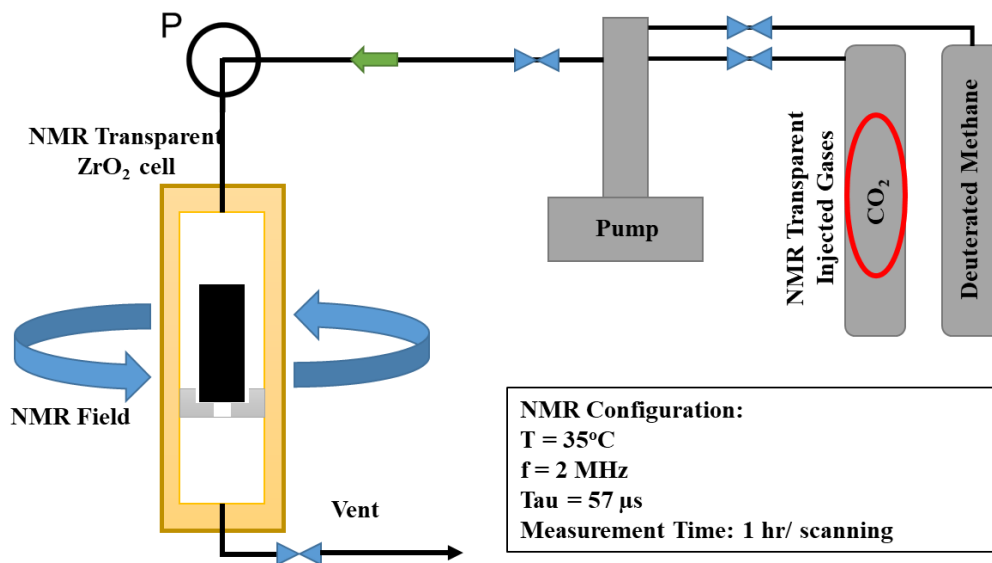 P
NMR Transparent
ZrO₂ cell
NMR Field
Vent
Pump
NMR Transparent
Injected Gases
CO₂
Deuterated Methane
NMR Configuration:
T = 35°C
f = 2 MHz
Tau = 57 µs
Measurement Time: 1 hr/ scanning